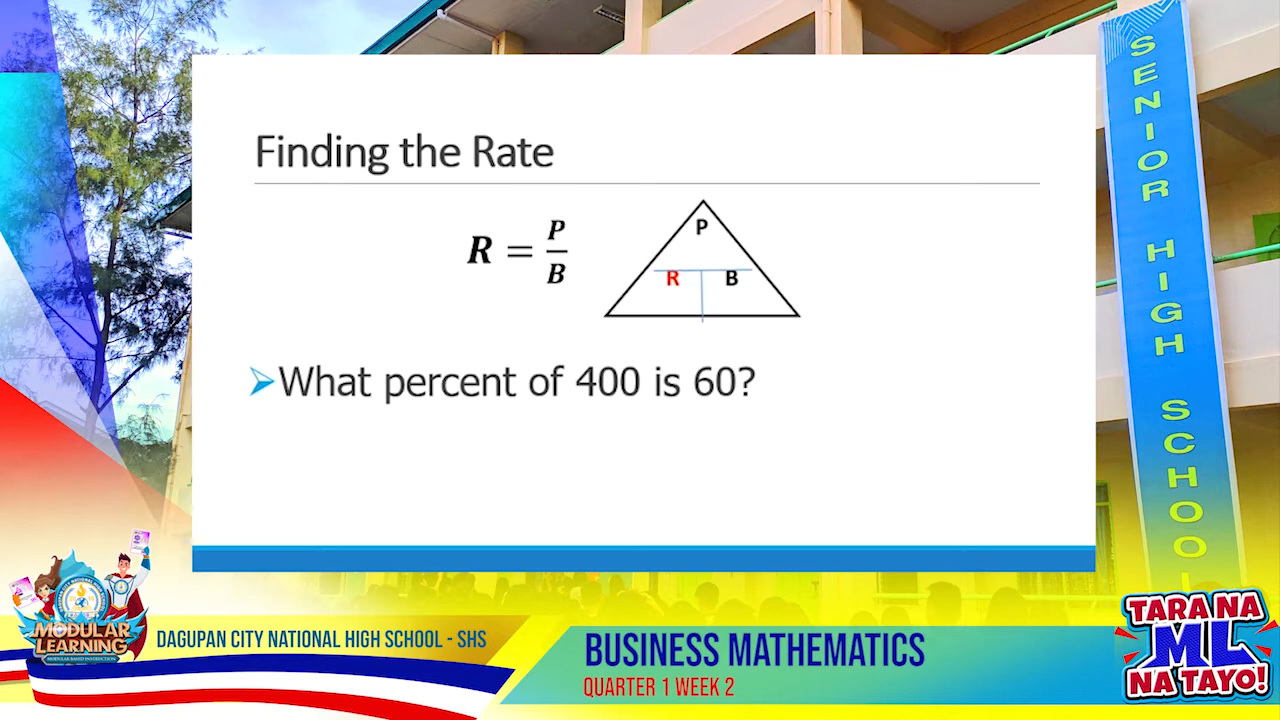 Finding the Rate
R = P/B
P
R B
➢What percent of 400 is 60?
SENIOR HIGH SCHOOL
MODULAR
LEARNING
DAGUPAN CITY NATIONAL HIGH SCHOOL - SHS
BUSINESS MATHEMATICS
QUARTER 1 WEEK 2
TARA NA
ML
NA TAYO!